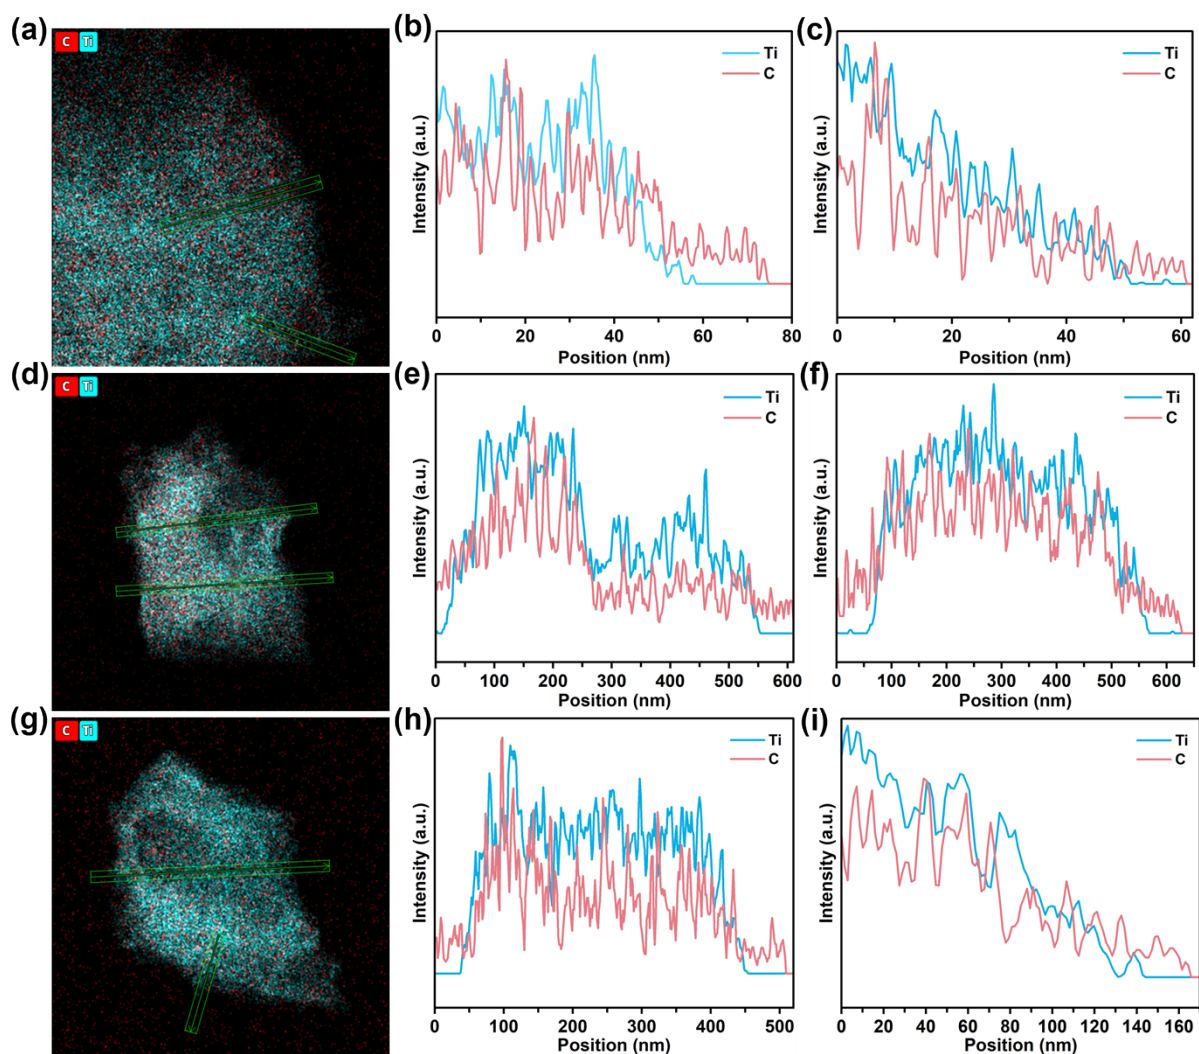 (a)
C Ti
(b)
Ti
C
Intensity (a.u.)
0 20 40 60 80
Position (nm)
(c)
Ti
C
Intensity (a.u.)
0 20 40 60
Position (nm)
(d)
C Ti
(e)
Ti
C
Intensity (a.u.)
0 100 200 300 400 500 600
Position (nm)
(f)
Ti
C
Intensity (a.u.)
0 100 200 300 400 500 600
Position (nm)
(g)
C Ti
(h)
Ti
C
Intensity (a.u.)
0 100 200 300 400 500
Position (nm)
(i)
Ti
C
Intensity (a.u.)
0 20 40 60 80 100 120 140 160
Position (nm)